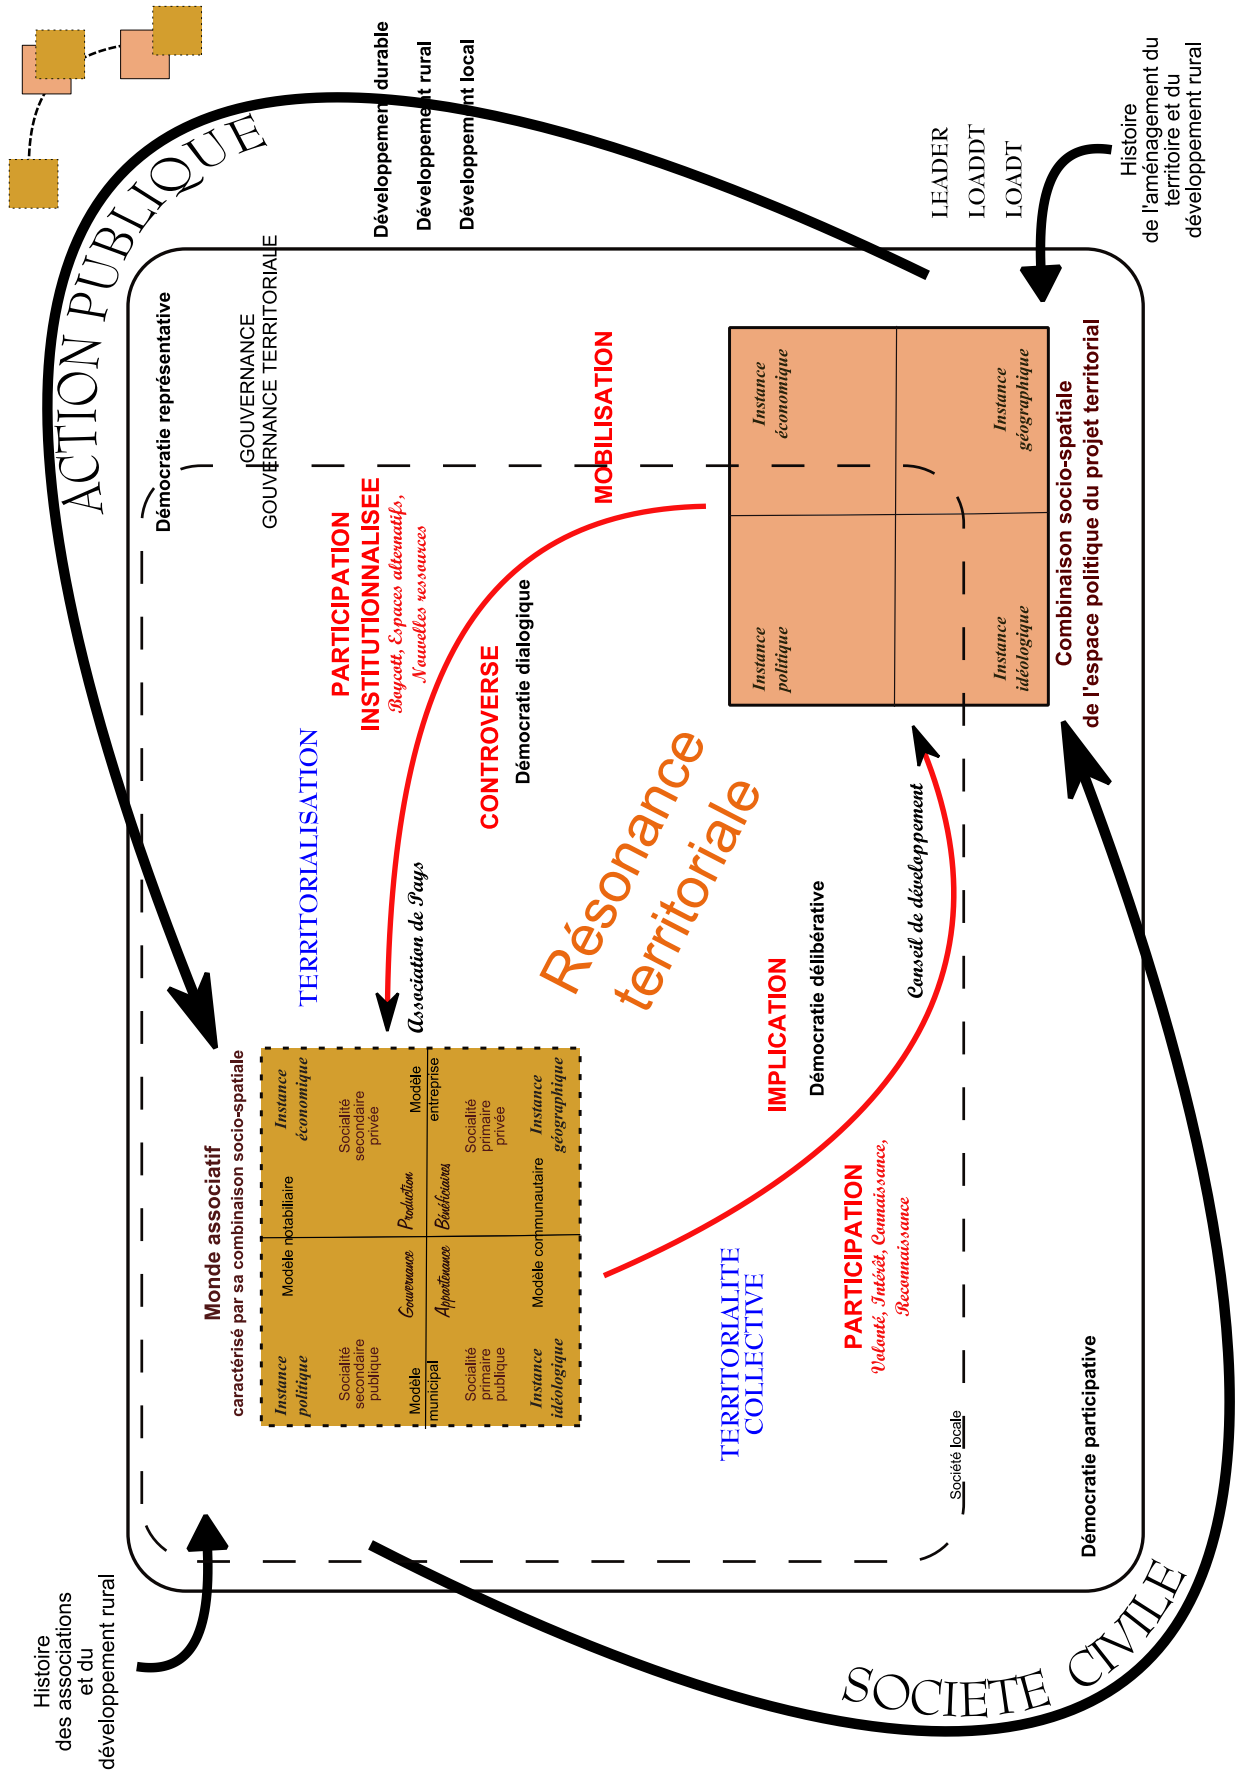 Histoire
des associations
et du
développement rural
ACTION PUBLIQUE
Démocratie représentative
GOUVERNANCE
GOUVERNANCE TERRITORIALE
Développement durable
Développement rural
Développement local
Monde associatif
caractérisé par sa combinaison socio-spatiale
Instance
politique
Modèle notabiliaire
Instance
économique
Socialité
secondaire
publique
Socialité
secondaire
privée
Gouvernance
Production
Modèle
municipal
Modèle
entreprise
Appartenance
Bénéficiaires
Socialité
primaire
publique
Socialité
primaire
privée
Instance
idéologique
Modèle communautaire
Instance
géographique
TERRITORIALISATION
PARTICIPATION
INSTITUTIONNALISEE
Boycott, Espaces alternatifs,
Nouvelles ressources
Association de Pays
CONTROVERSE
Démocratie dialogique
MOBILISATION
Résonance
territoriale
TERRITORIALITE
COLLECTIVE
IMPLICATION
Démocratie délibérative
PARTICIPATION
Volonté, Intérêt, Connaissance,
Reconnaissance
Conseil de développement
Instance
politique
Instance
économique
Instance
idéologique
Instance
géographique
Combinaison socio-spatiale
de l'espace politique du projet territorial
LEADER
LOADDT
LOADT
Histoire
de l'aménagement du
territoire et du
développement rural
Société locale
Démocratie participative
SOCIETE CIVILE